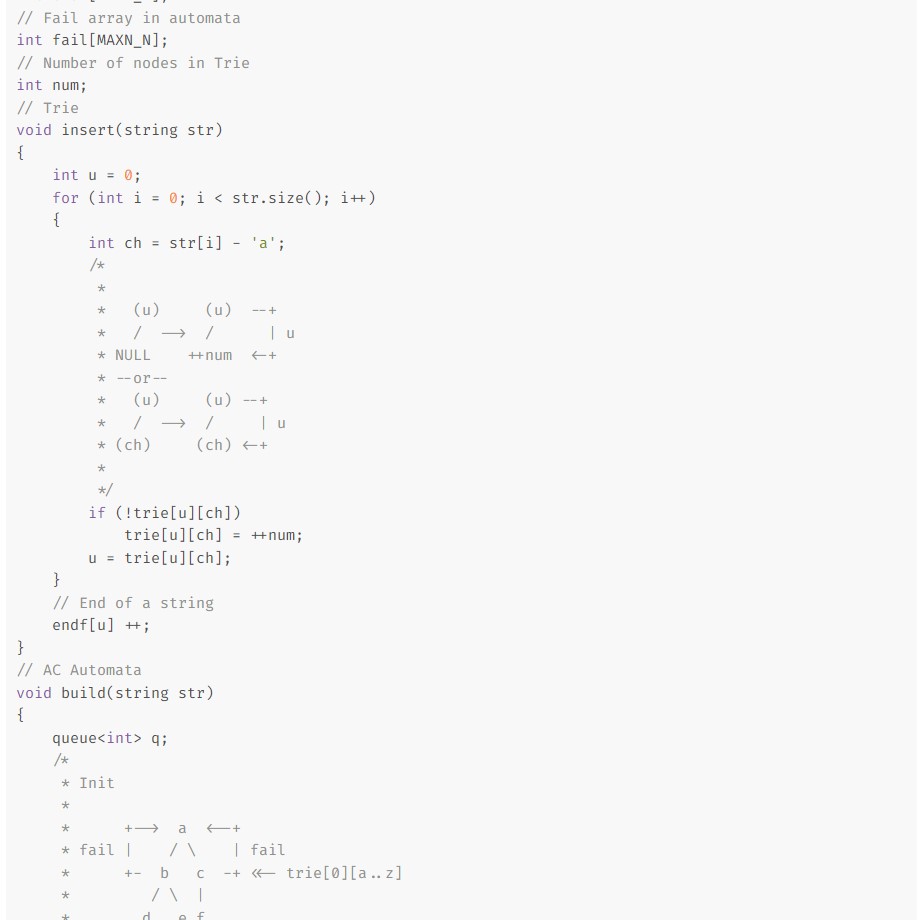 // Fail array in automata
int fail[MAXN_N];
// Number of nodes in Trie
int num;
// Trie
void insert(string str)
{
    int u = 0;
    for (int i = 0; i < str.size(); i++)
    {
        int ch = str[i] - 'a';
        /*
         *
         *   (u)     (u)  --+
         *   /  -->  /      | u
         * NULL    ++num  <-+
         * --or--
         *   (u)     (u) --+
         *   /  -->  /     | u
         * (ch)     (ch) <-+
         *
         */
        if (!trie[u][ch])
            trie[u][ch] = ++num;
        u = trie[u][ch];
    }
    // End of a string
    endf[u] ++;
}
// AC Automata
void build(string str)
{
    queue<int> q;
    /*
     * Init
     *
     *      +-->  a  <--+
     * fail |    / \    | fail
     *      +-  b   c  -+ <<- trie[0][a..z]
     *         / \  |
     *        d   e f